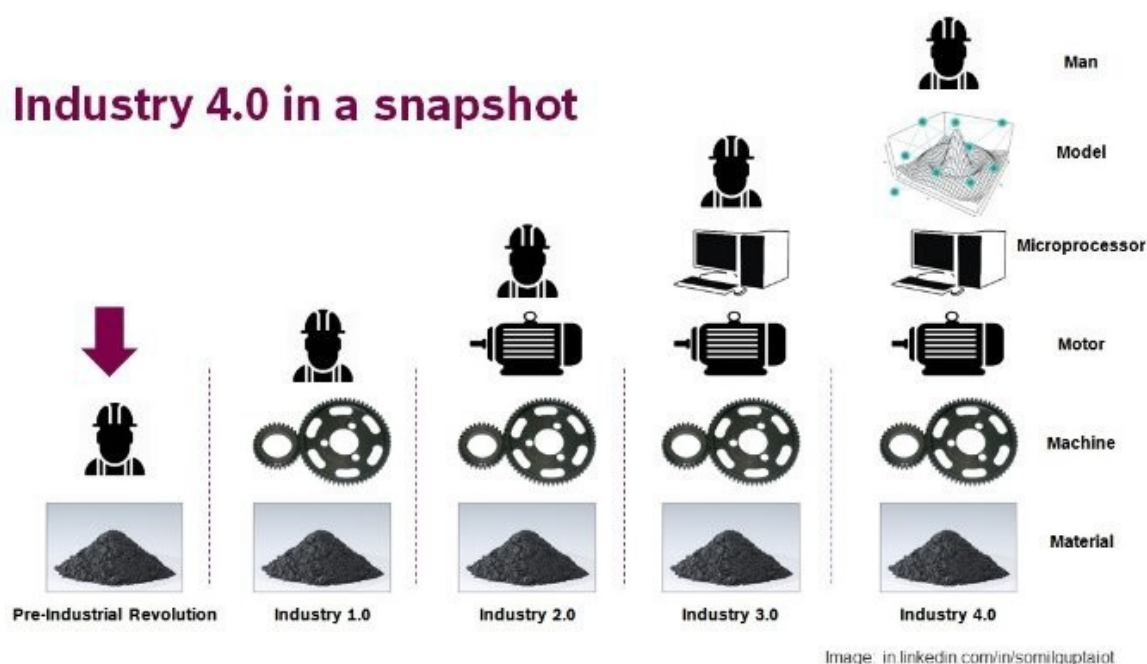 Industry 4.0 in a snapshot
Man
Model
Microprocessor
Motor
Machine
Material
Pre-Industrial Revolution
Industry 1.0
Industry 2.0
Industry 3.0
Industry 4.0
Image: in.linkedin.com/in/somilguptaiot